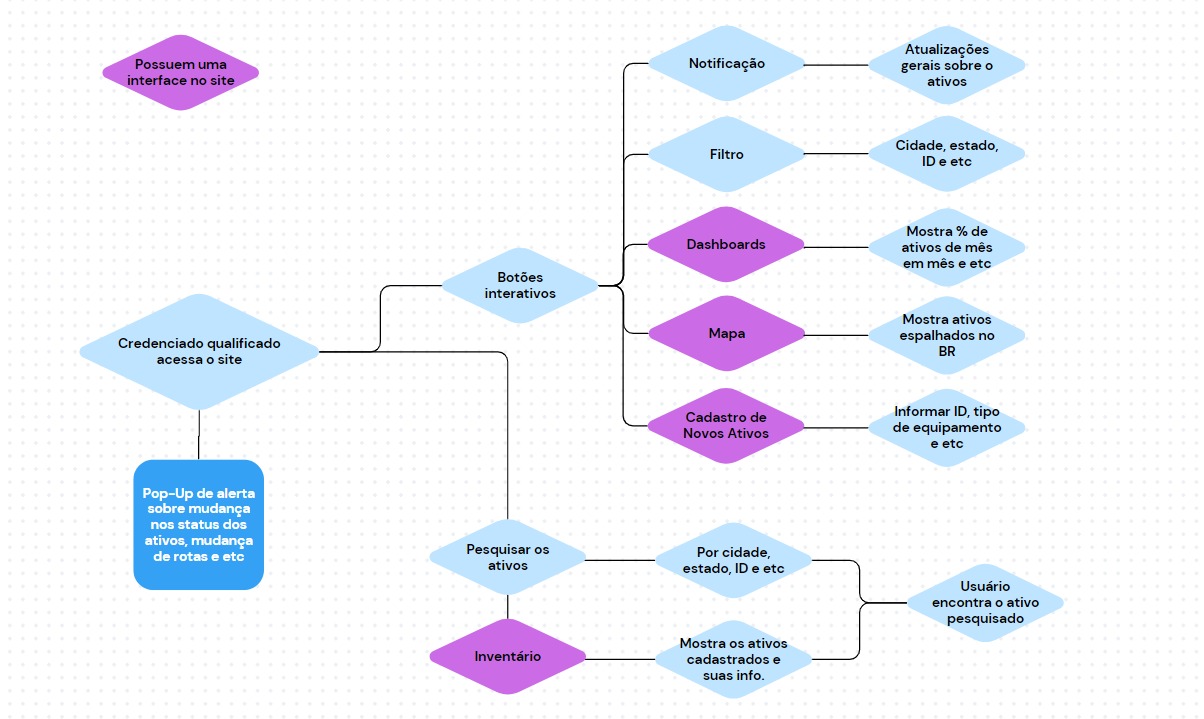 Possuem uma
interface no site
Credenciado qualificado
acessa o site
Pop-Up de alerta
sobre mudança
nos status dos
ativos, mudança
de rotas e etc
Botões
interativos
Notificação
Atualizações
gerais sobre o
ativos
Filtro
Cidade, estado,
ID e etc
Dashboards
Mostra % de
ativos de mês
em mês e etc
Mapa
Mostra ativos
espalhados no
BR
Cadastro de
Novos Ativos
Informar ID, tipo
de equipamento
e etc
Pesquisar os
ativos
Por cidade,
estado, ID e etc
Inventário
Mostra os ativos
cadastrados e
suas info.
Usuário
encontra o ativo
pesquisado